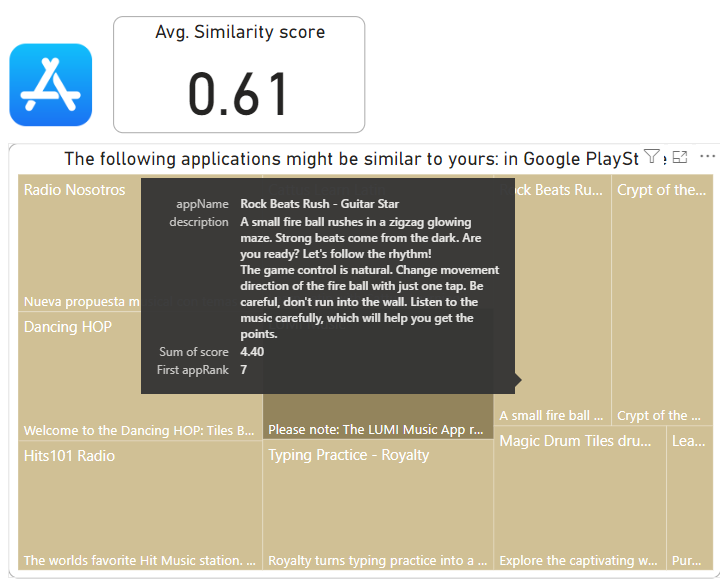 Avg. Similarity score
0.61
The following applications might be similar to yours: in Google PlaySt e
Radio Nosotros
Nueva propuesta m
Dancing HOP
Welcome to the Dancing HOP: Tiles B...
Hits101 Radio
The worlds favorite Hit Music station. ...
appName Rock Beats Rush - Guitar Star
description A small fire ball rushes in a zigzag glowing
maze. Strong beats come from the dark. Are
you ready? Let's follow the rhythm!
The game control is natural. Change movement
direction of the fire ball with just one tap. Be
careful, don't run into the wall. Listen to the
music carefully, which will help you get the
points.
Sum of score 4.40
First appRank 7
Please note: The LUMI Music App r...
Typing Practice - Royalty
Royalty turns typing practice into a ...
ock Beats Ru...
A small fire ball ...
Crypt of the...
Crypt of the ...
Magic Drum Tiles dru...
Explore the captivating w...
Lea...
Pur...